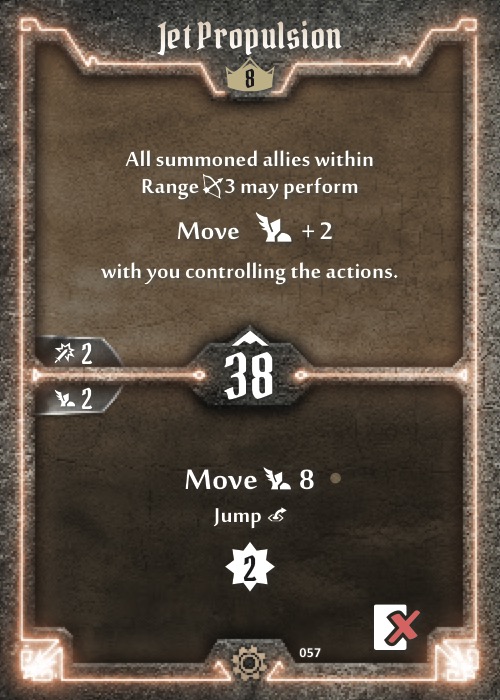 Jet Propulsion
8
All summoned allies within
Range 3 may perform
Move + 2
with you controlling the actions.
2
38
2
Move 8
Jump
2
057